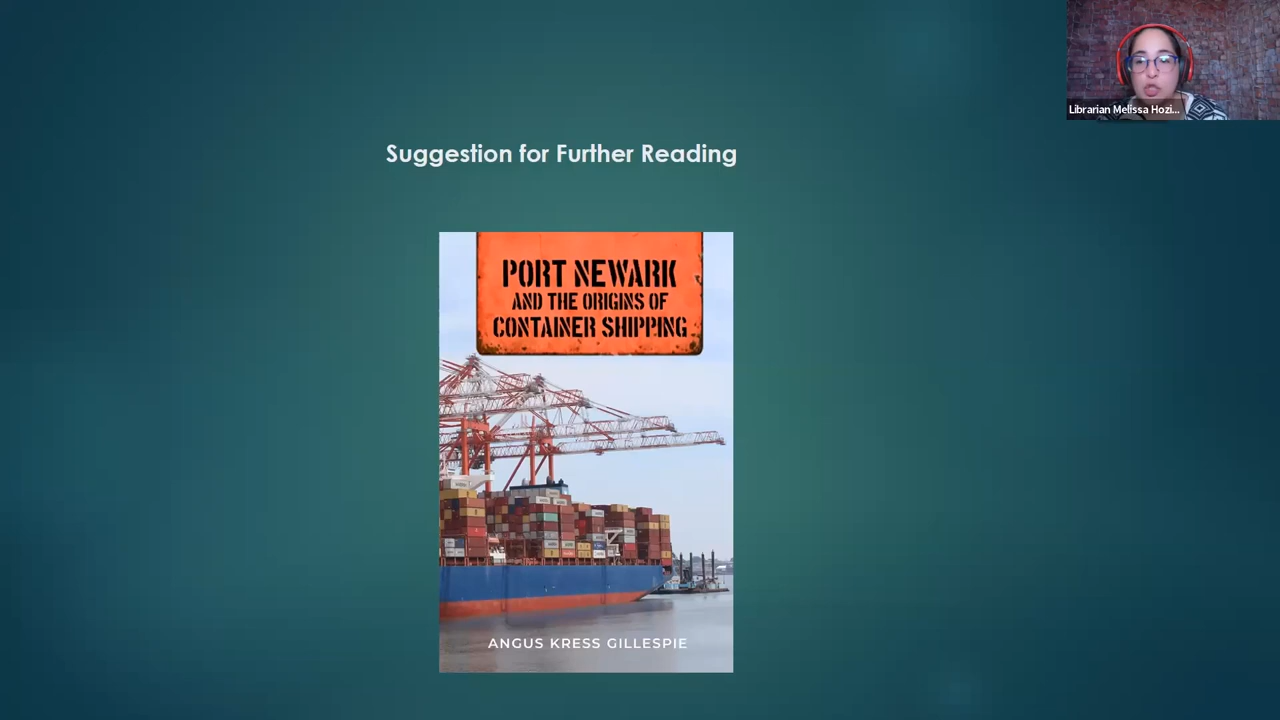 Librarian Melissa Hozi...
Suggestion for Further Reading
PORT NEWARK
AND THE ORIGINS OF
CONTAINER SHIPPING
ANGUS KRESS GILLESPIE